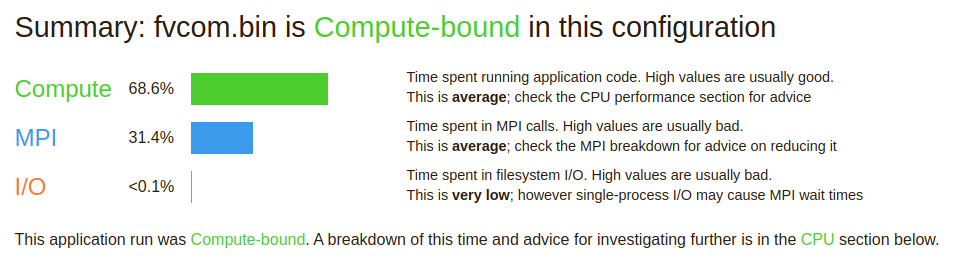 Summary: fvcom.bin is Compute-bound in this configuration
Compute 68.6% Time spent running application code. High values are usually good.
This is average; check the CPU performance section for advice
MPI 31.4% Time spent in MPI calls. High values are usually bad.
This is average; check the MPI breakdown for advice on reducing it
I/O <0.1% Time spent in filesystem I/O. High values are usually bad.
This is very low; however single-process I/O may cause MPI wait times
This application run was Compute-bound. A breakdown of this time and advice for investigating further is in the CPU section below.